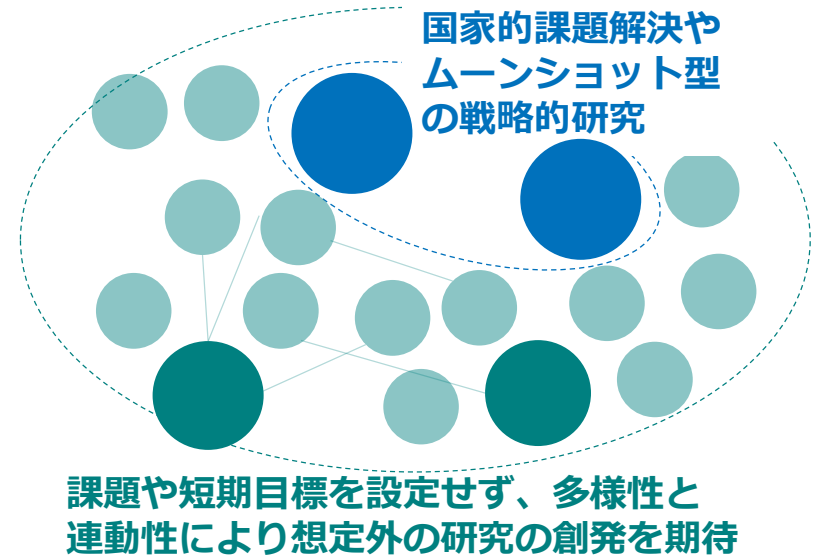 国家的課題解決や
ムーンショット型
の戦略的研究
課題や短期目標を設定せず、多様性と
連動性により想定外の研究の創発を期待